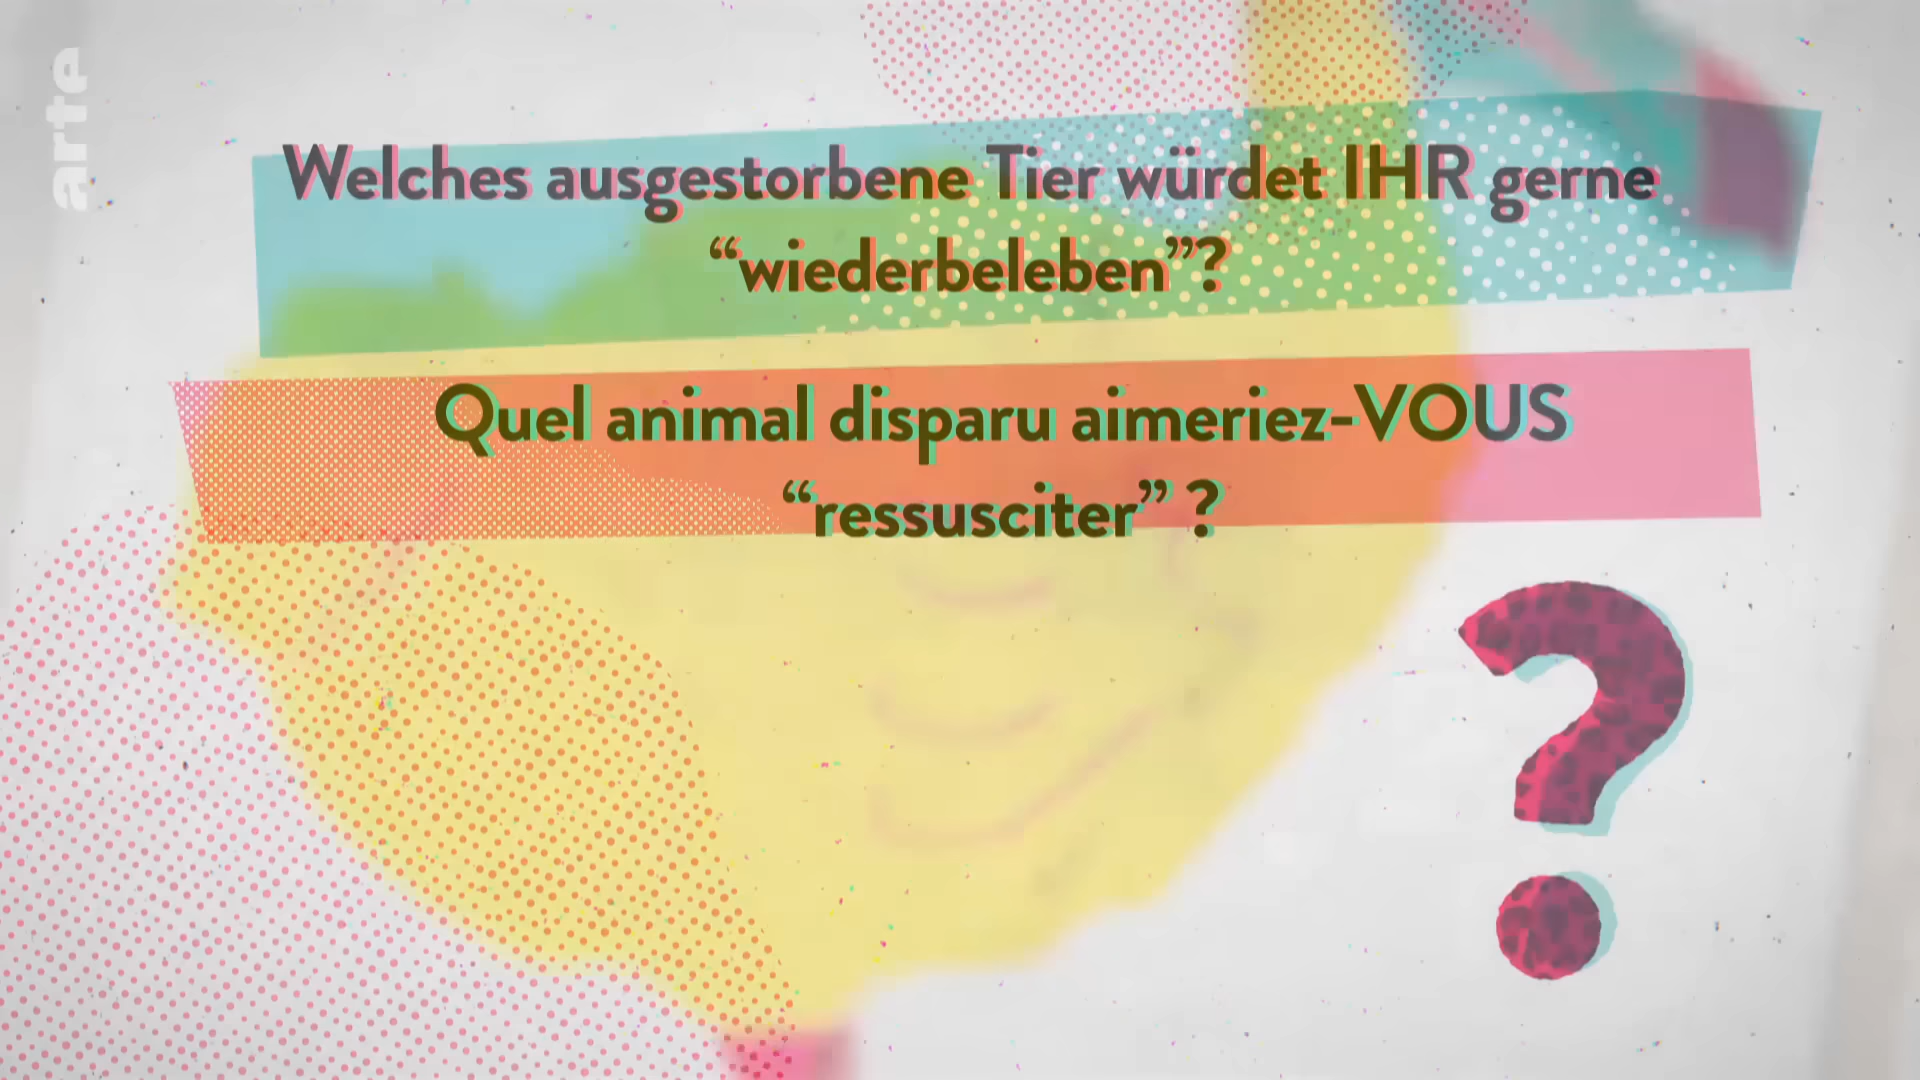 arte
Welches ausgestorbene Tier würdet IHR gerne
“wiederbeleben”?
Quel animal disparu aimeriez-VOUS
“ressusciter” ?
?